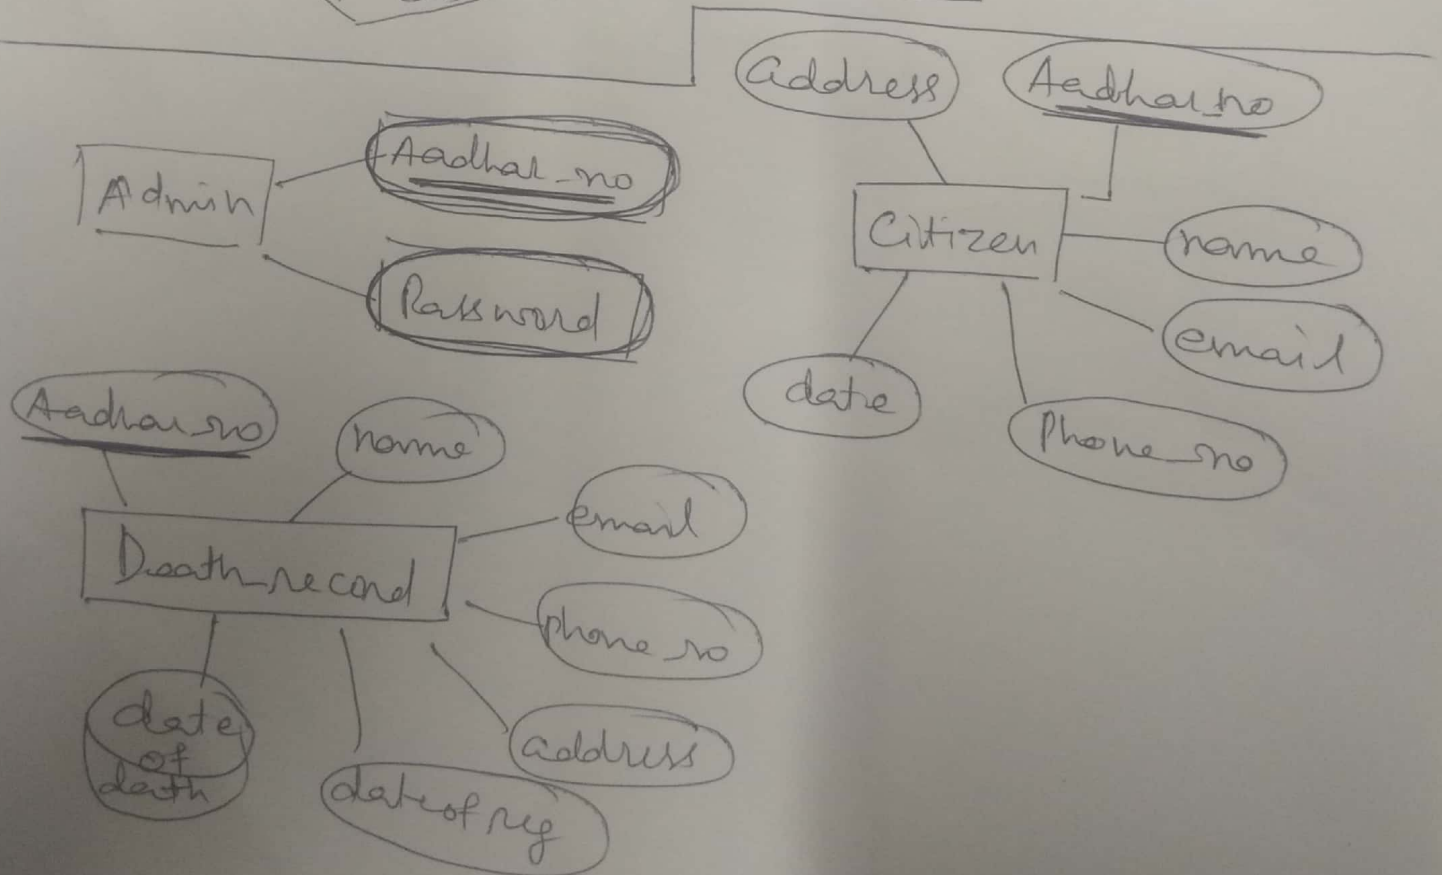 address
Aadhar_no
Admin
Aadhar_no
Password
Citizen
name
email
Phone_no
date
Aadhar_no
name
email
Death_record
phone_no
address
date of reg
date
of
death